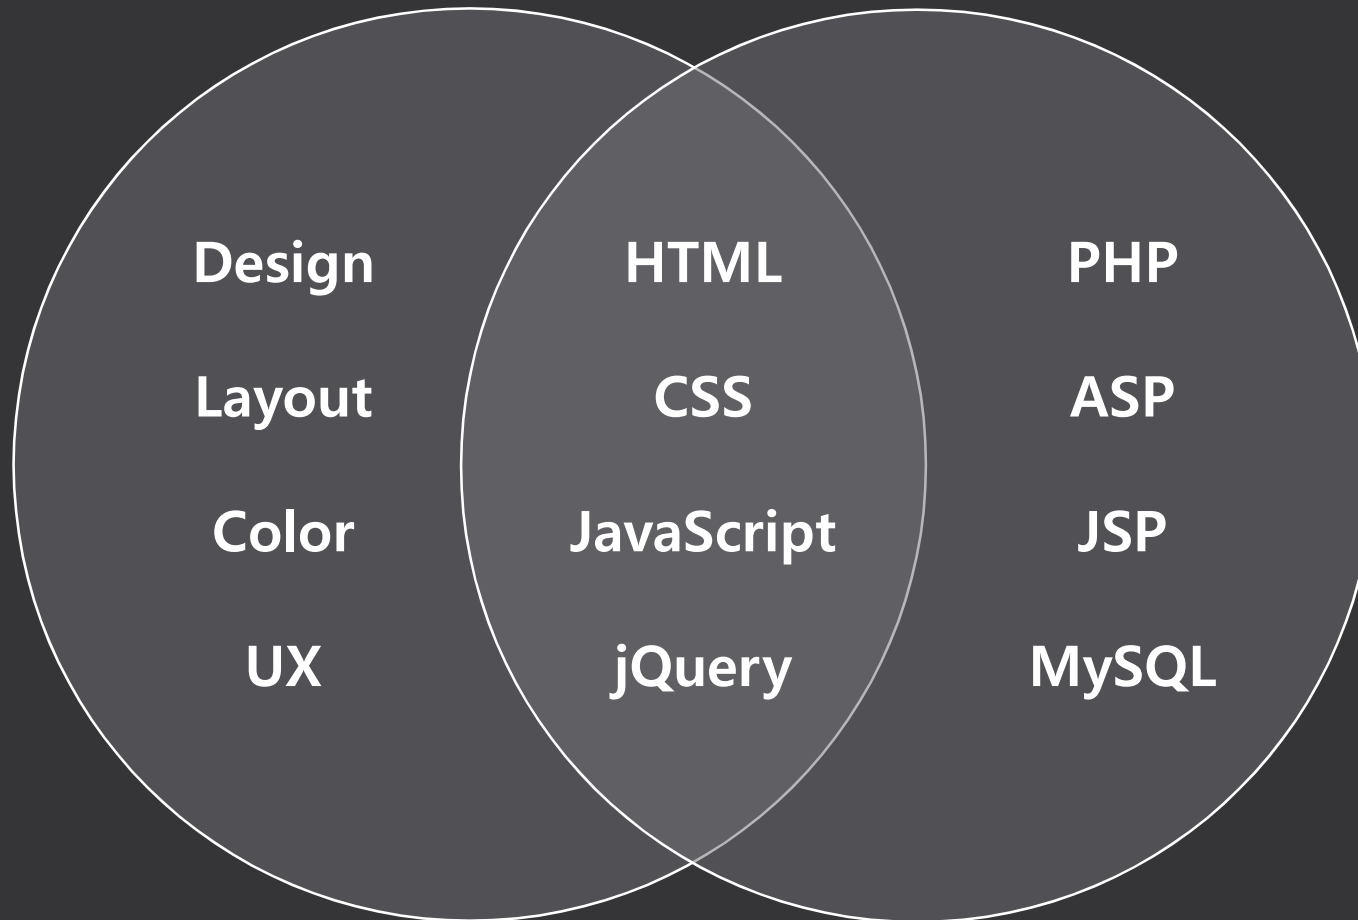 Design
Layout
Color
UX
HTML
CSS
JavaScript
jQuery
PHP
ASP
JSP
MySQL